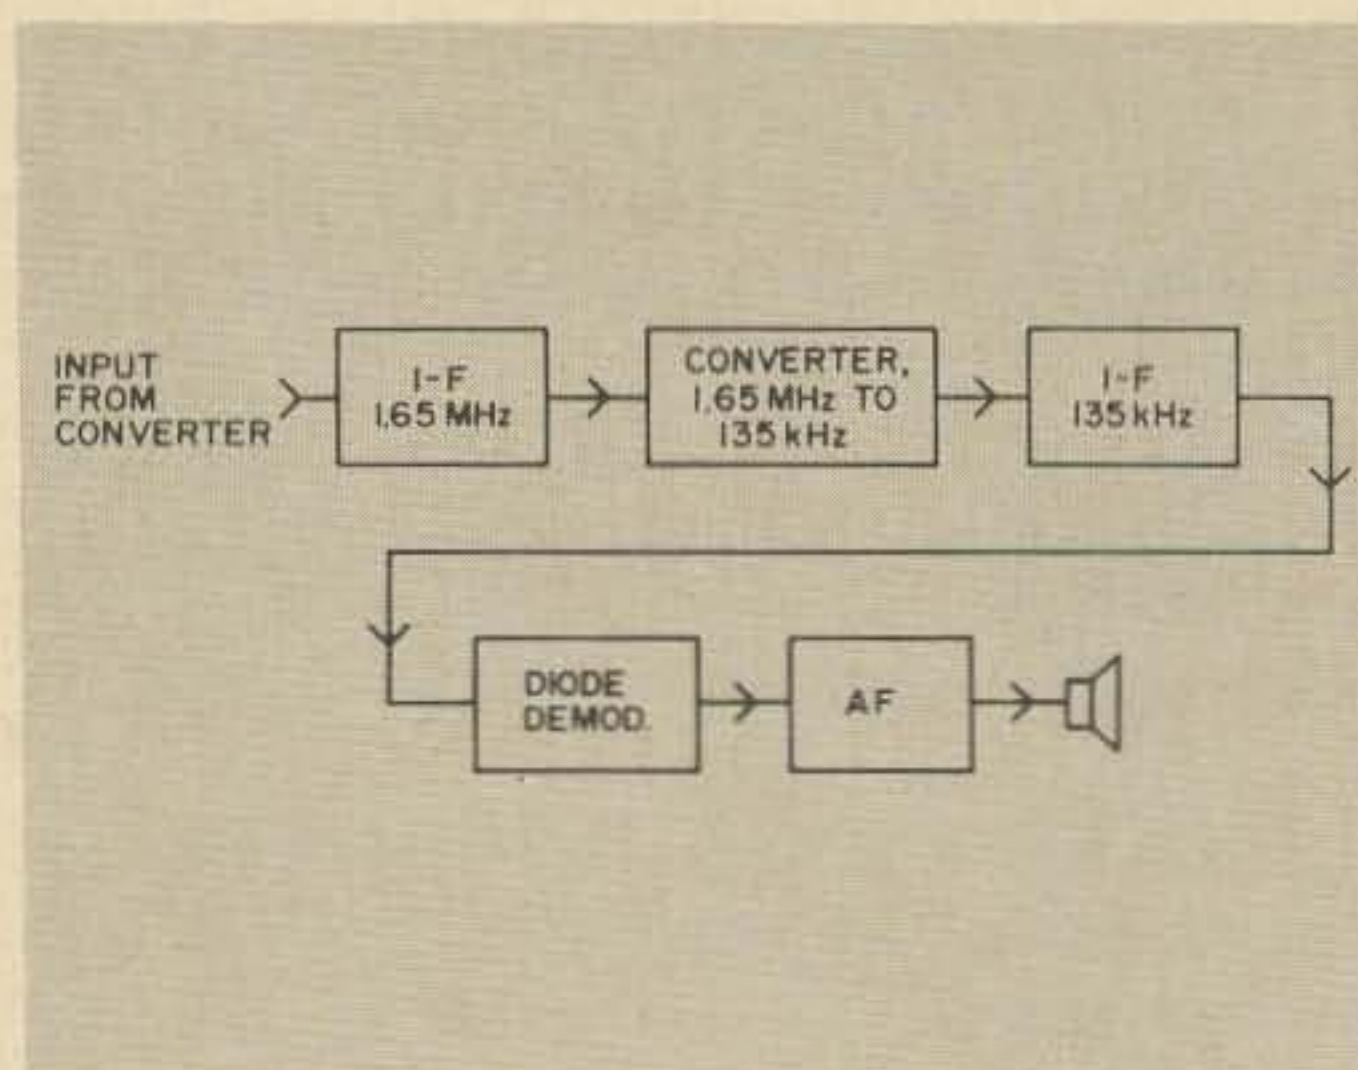 INPUT
FROM
CONVERTER
I-F
1.65 MHz
CONVERTER,
1.65 MHz TO
135 kHz
I-F
135 kHz
DIODE
DEMOD.
AF